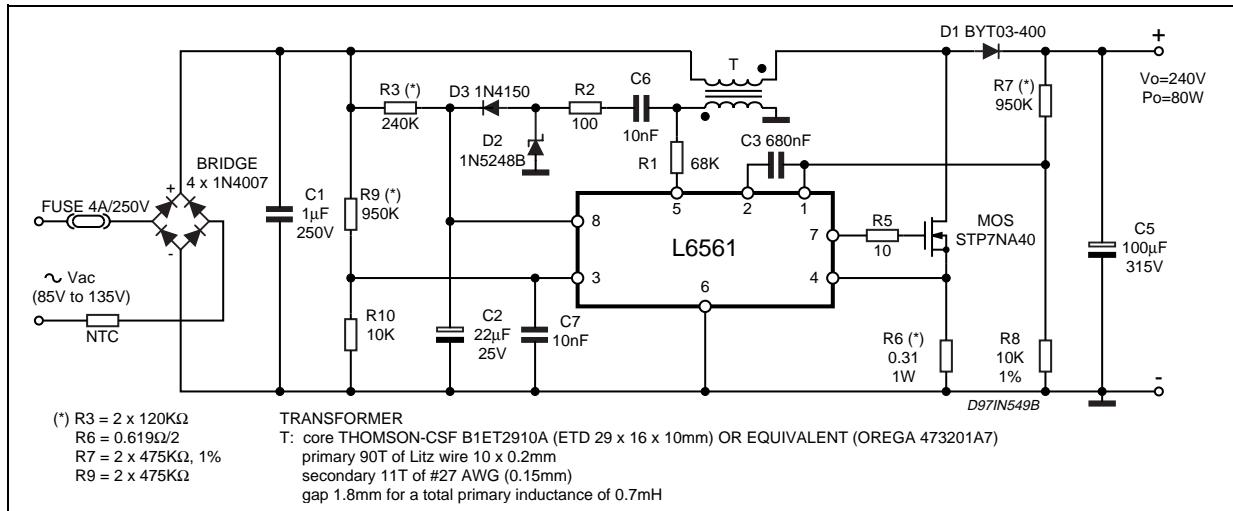 D1 BYT03-400
+
T
Vo=240V
Po=80W
R7 (*)
950K
R3 (*)
240K
D3 1N4150
R2
100
C6
10nF
D2
1N5248B
C3 680nF
R1
68K
BRIDGE
4 x 1N4007
+
-
FUSE 4A/250V
C1
1µF
250V
R9 (*)
950K
5
2
1
8
3
L6561
7
4
6
R5
10
MOS
STP7NA40
C5
100µF
315V
~ Vac
(85V to 135V)
NTC
R10
10K
C2
22µF
25V
C7
10nF
R6 (*)
0.31
1W
R8
10K
1%
-
D97IN549B
(*) R3 = 2 x 120KΩ
R6 = 0.619Ω/2
R7 = 2 x 475KΩ, 1%
R9 = 2 x 475KΩ
TRANSFORMER
T: core THOMSON-CSF B1ET2910A (ETD 29 x 16 x 10mm) OR EQUIVALENT (OREGA 473201A7)
primary 90T of Litz wire 10 x 0.2mm
secondary 11T of #27 AWG (0.15mm)
gap 1.8mm for a total primary inductance of 0.7mH